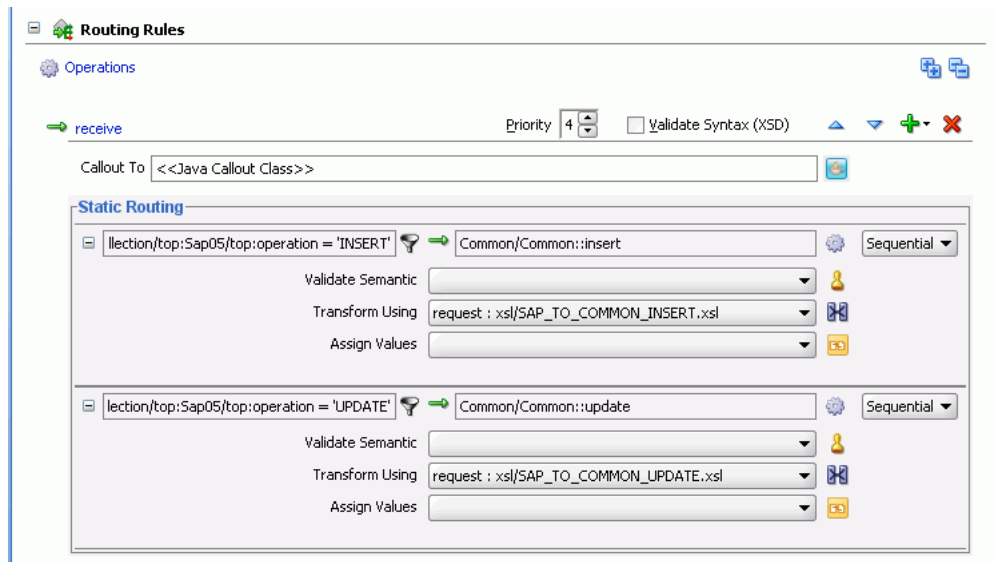 Routing Rules
Operations
receive Priority 4 Validate Syntax (XSD)
Callout To <<Java Callout Class>>
Static Routing
llection/top:Sap05/top:operation = 'INSERT' Common/Common::insert Sequential
Validate Semantic
Transform Using request : xsl/SAP_TO_COMMON_INSERT.xsl
Assign Values
lection/top:Sap05/top:operation = 'UPDATE' Common/Common::update Sequential
Validate Semantic
Transform Using request : xsl/SAP_TO_COMMON_UPDATE.xsl
Assign Values